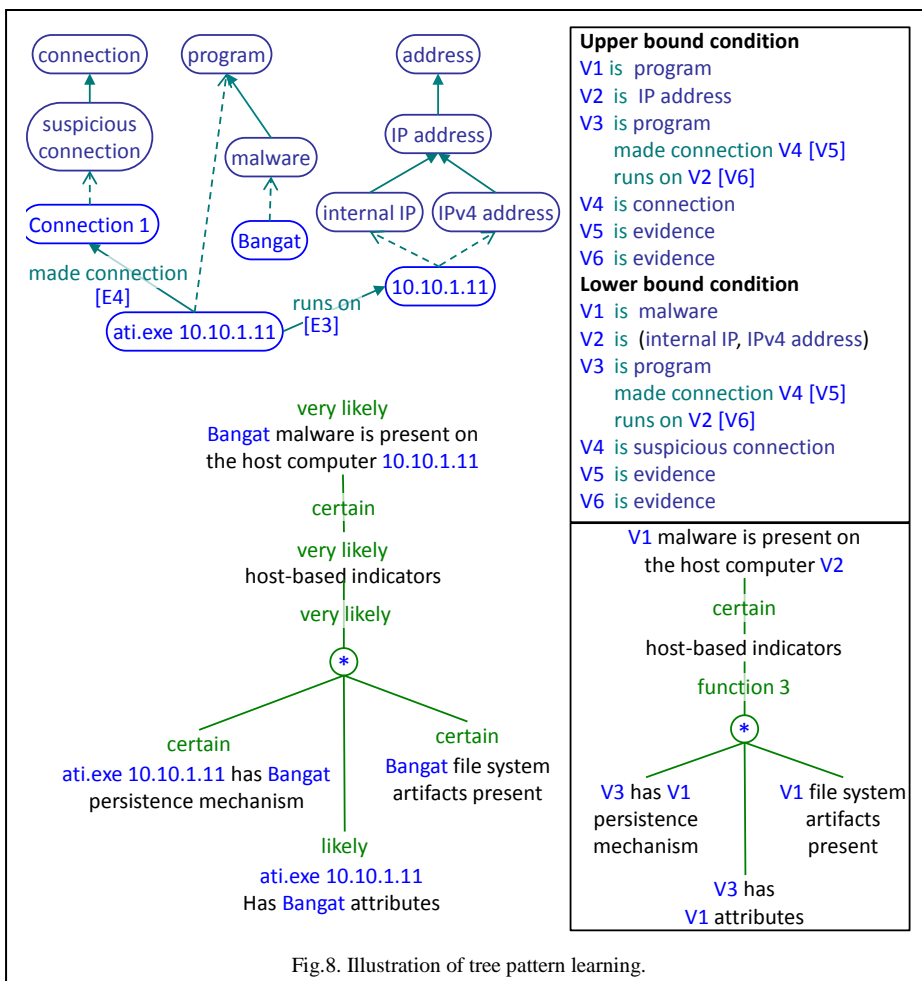 connection
program
address
suspicious
connection
malware
IP address
Connection 1
Bangat
internal IP
IPv4 address
made connection
[E4]
runs on
[E3]
10.10.1.11
ati.exe 10.10.1.11
very likely
Bangat malware is present on
the host computer 10.10.1.11
certain
very likely
host-based indicators
very likely
*
certain
ati.exe 10.10.1.11 has Bangat
persistence mechanism
certain
Bangat file system
artifacts present
likely
ati.exe 10.10.1.11
Has Bangat attributes
Upper bound condition
V1 is program
V2 is IP address
V3 is program
made connection V4 [V5]
runs on V2 [V6]
V4 is connection
V5 is evidence
V6 is evidence
Lower bound condition
V1 is malware
V2 is (internal IP, IPv4 address)
V3 is program
made connection V4 [V5]
runs on V2 [V6]
V4 is suspicious connection
V5 is evidence
V6 is evidence
V1 malware is present on
the host computer V2
certain
host-based indicators
function 3
*
V3 has V1
persistence
mechanism
V1 file system
artifacts
present
V3 has
V1 attributes
Fig.8. Illustration of tree pattern learning.